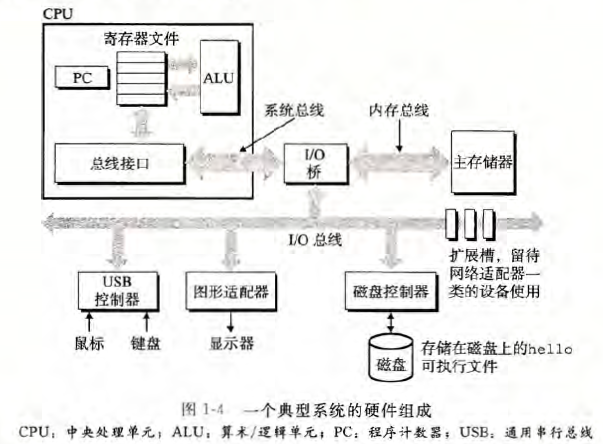 CPU
寄存器文件
PC
ALU
系统总线
内存总线
总线接口
I/O
桥
主存储器
I/O 总线
扩展槽，留待
网络适配器一
类的设备使用
USB
控制器
图形适配器
磁盘控制器
鼠标
键盘
显示器
磁盘
存储在磁盘上的hello
可执行文件
图 1-4 一个典型系统的硬件组成
CPU：中央处理单元；ALU：算术/逻辑单元；PC：程序计数器；USB：通用串行总线